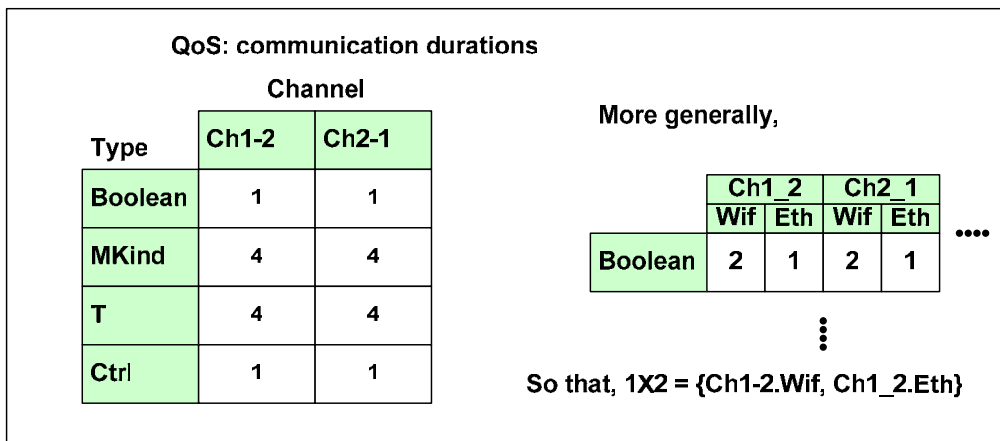 QoS: communication durations
Channel
Type Ch1-2 Ch2-1
Boolean 1 1
MKind 4 4
T 4 4
Ctrl 1 1
More generally,
Ch1_2 Ch2_1
Wif Eth Wif Eth
Boolean 2 1 2 1
....
So that, 1X2 = {Ch1-2.Wif, Ch1_2.Eth}